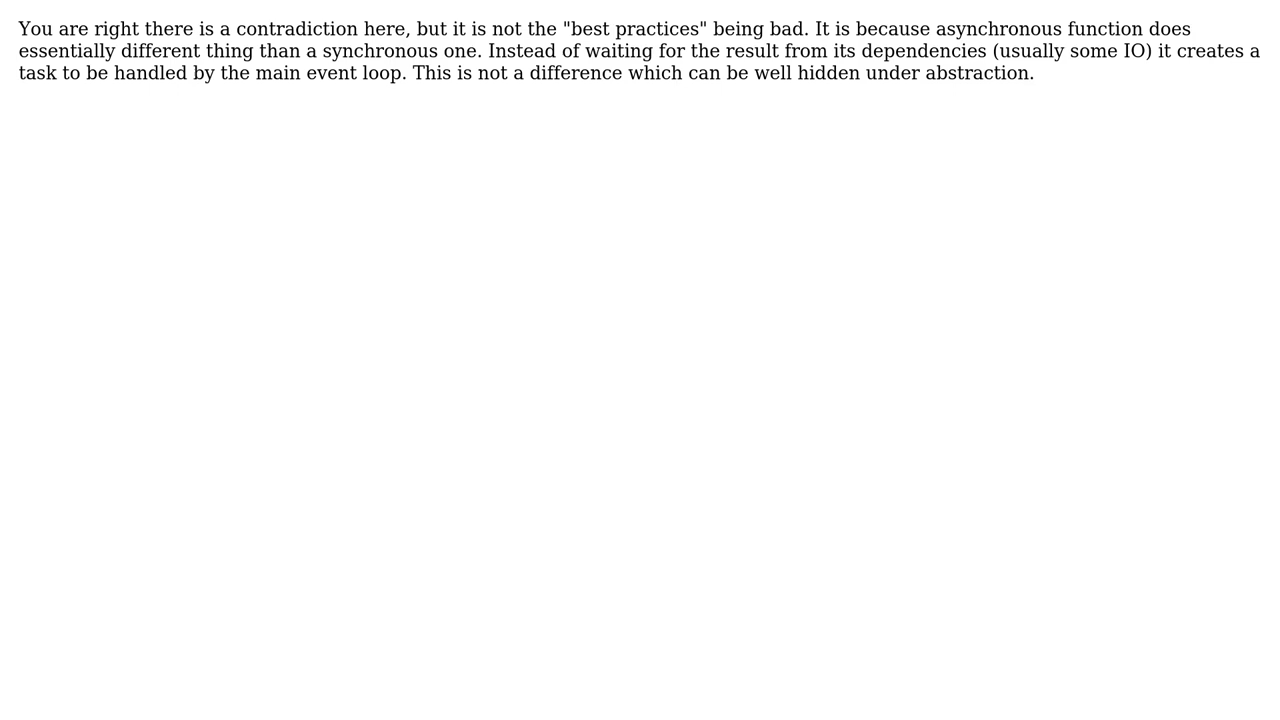 You are right there is a contradiction here, but it is not the "best practices" being bad. It is because asynchronous function does
essentially different thing than a synchronous one. Instead of waiting for the result from its dependencies (usually some IO) it creates a
task to be handled by the main event loop. This is not a difference which can be well hidden under abstraction.